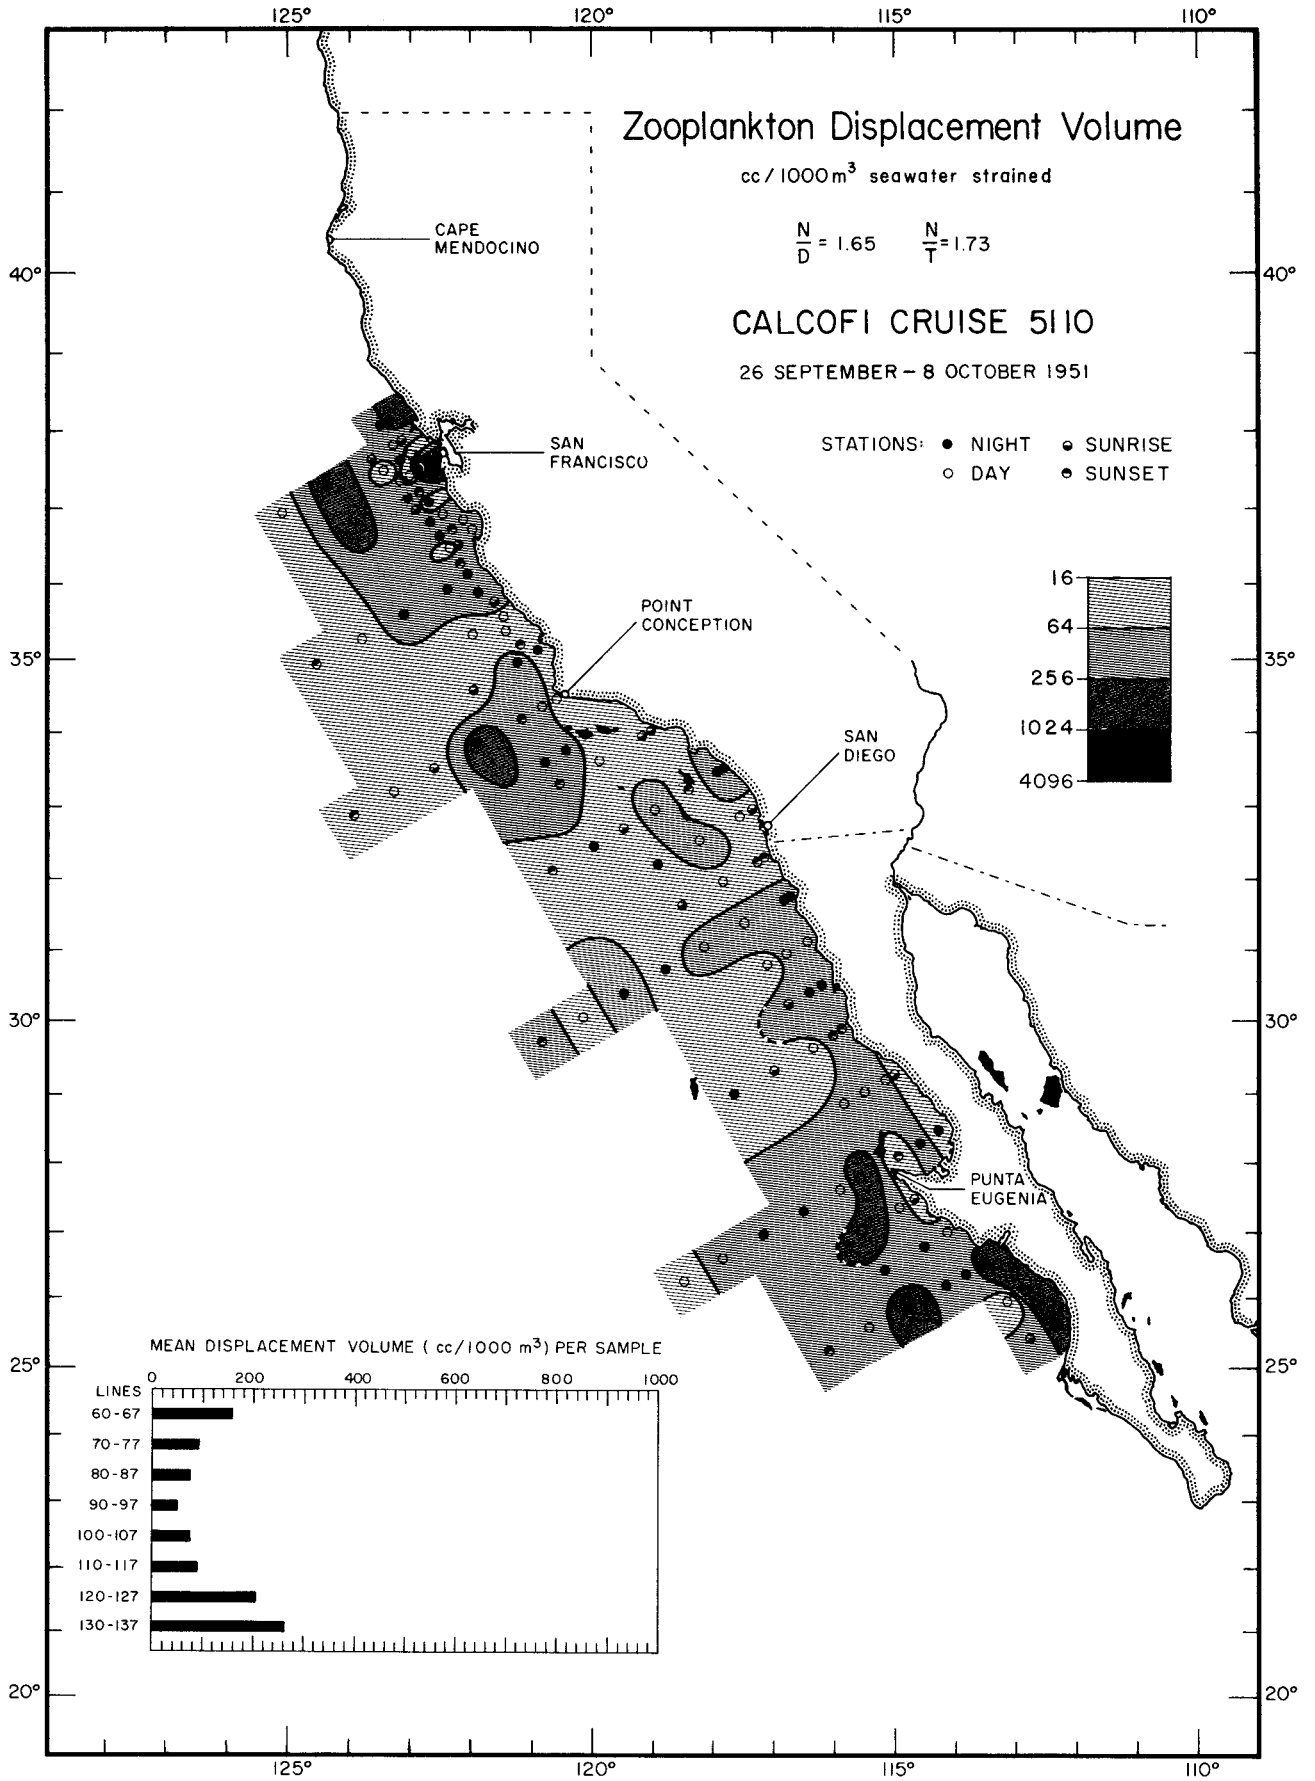 125° 120° 115° 110°
Zooplankton Displacement Volume
cc/1000m³ seawater strained
N/D = 1.65 N/T = 1.73
CAPE
MENDOCINO
40° 40°
CALCOFI CRUISE 5110
26 SEPTEMBER – 8 OCTOBER 1951
STATIONS: ● NIGHT SUNRISE
○ DAY SUNSET
SAN
FRANCISCO
16
64
256
1024
4096
POINT
CONCEPTION
35° 35°
SAN
DIEGO
30° 30°
PUNTA
EUGENIA
MEAN DISPLACEMENT VOLUME ( cc/1000 m³) PER SAMPLE
25° 25°
0 200 400 600 800 1000
LINES
60-67
70-77
80-87
90-97
100-107
110-117
120-127
130-137
20° 20°
125° 120° 115° 110°